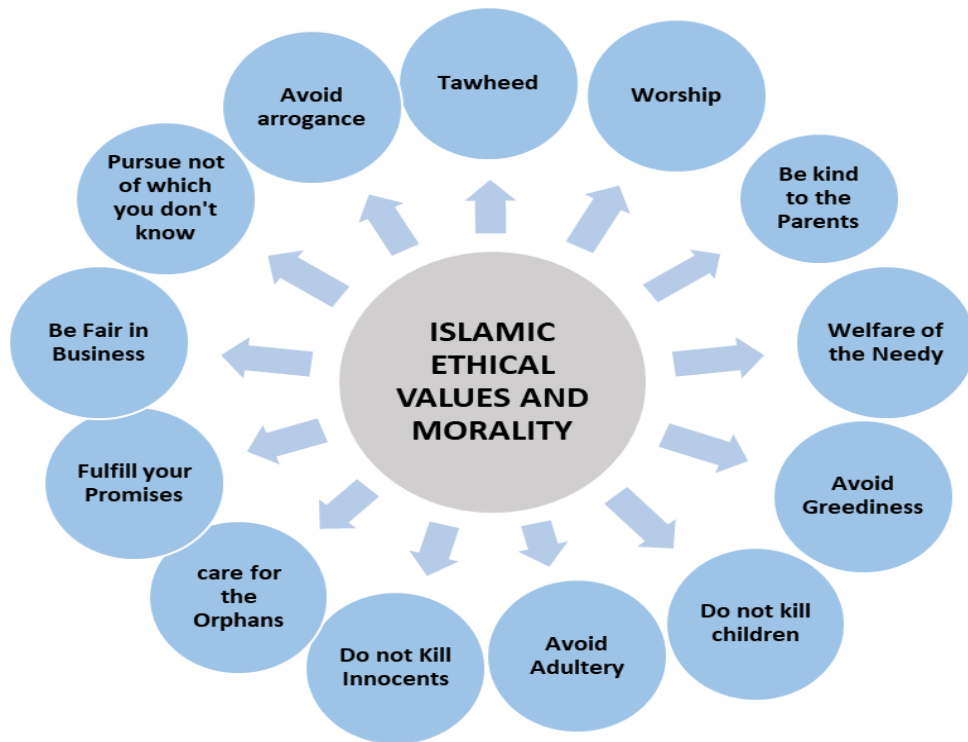 ISLAMIC
ETHICAL
VALUES AND
MORALITY
Tawheed
Worship
Be kind
to the
Parents
Welfare of
the Needy
Avoid
Greediness
Do not kill
children
Avoid
Adultery
Do not Kill
Innocents
care for
the
Orphans
Fulfill your
Promises
Be Fair in
Business
Pursue not
of which
you don't
know
Avoid
arrogance